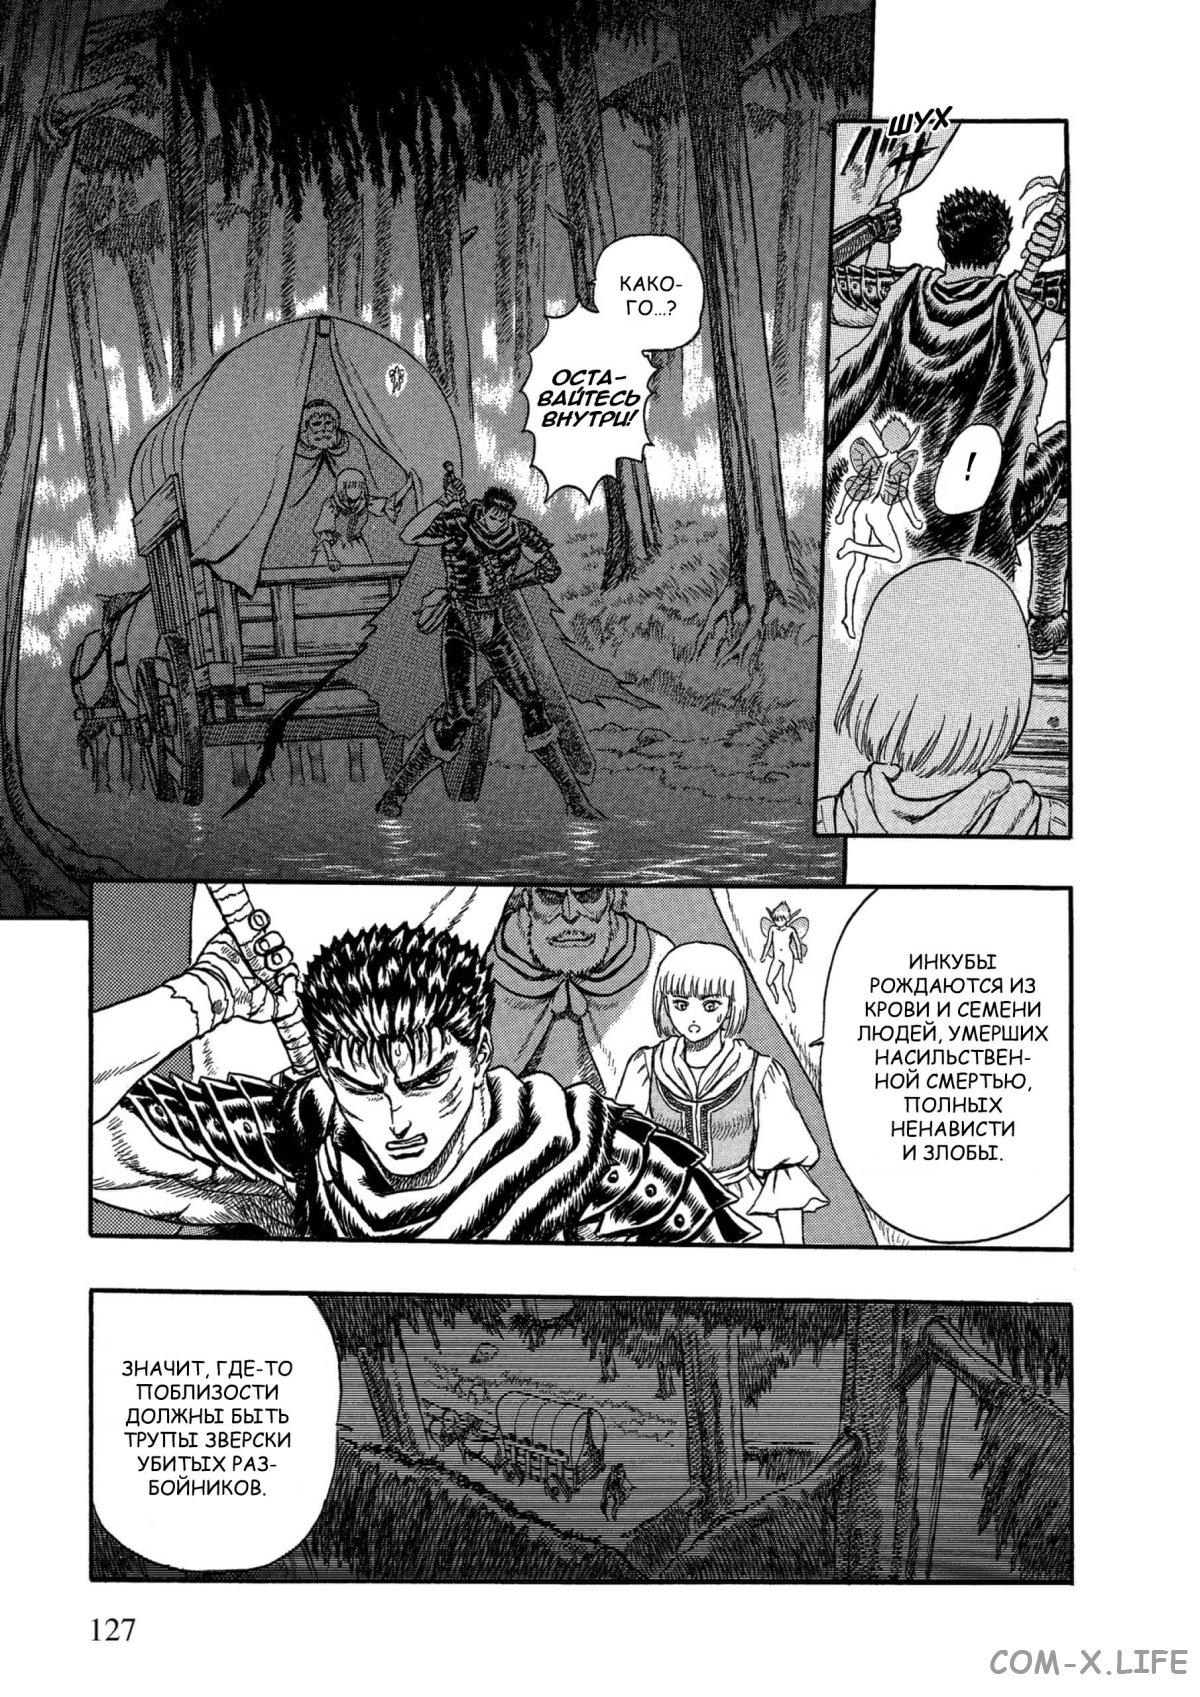 ШУХ
!
КАКО-
ГО...?
ОСТА-
ВАЙТЕСЬ
ВНУТРИ!
ИНКУБЫ
РОЖДАЮТСЯ ИЗ
КРОВИ И СЕМЕНИ
ЛЮДЕЙ, УМЕРШИХ
НАСИЛЬСТВЕН-
НОЙ СМЕРТЬЮ,
ПОЛНЫХ
НЕНАВИСТИ
И ЗЛОБЫ.
ЗНАЧИТ, ГДЕ-ТО
ПОБЛИЗОСТИ
ДОЛЖНЫ БЫТЬ
ТРУПЫ ЗВЕРСКИ
УБИТЫХ РАЗ-
БОЙНИКОВ.
127
COM-X.LIFE